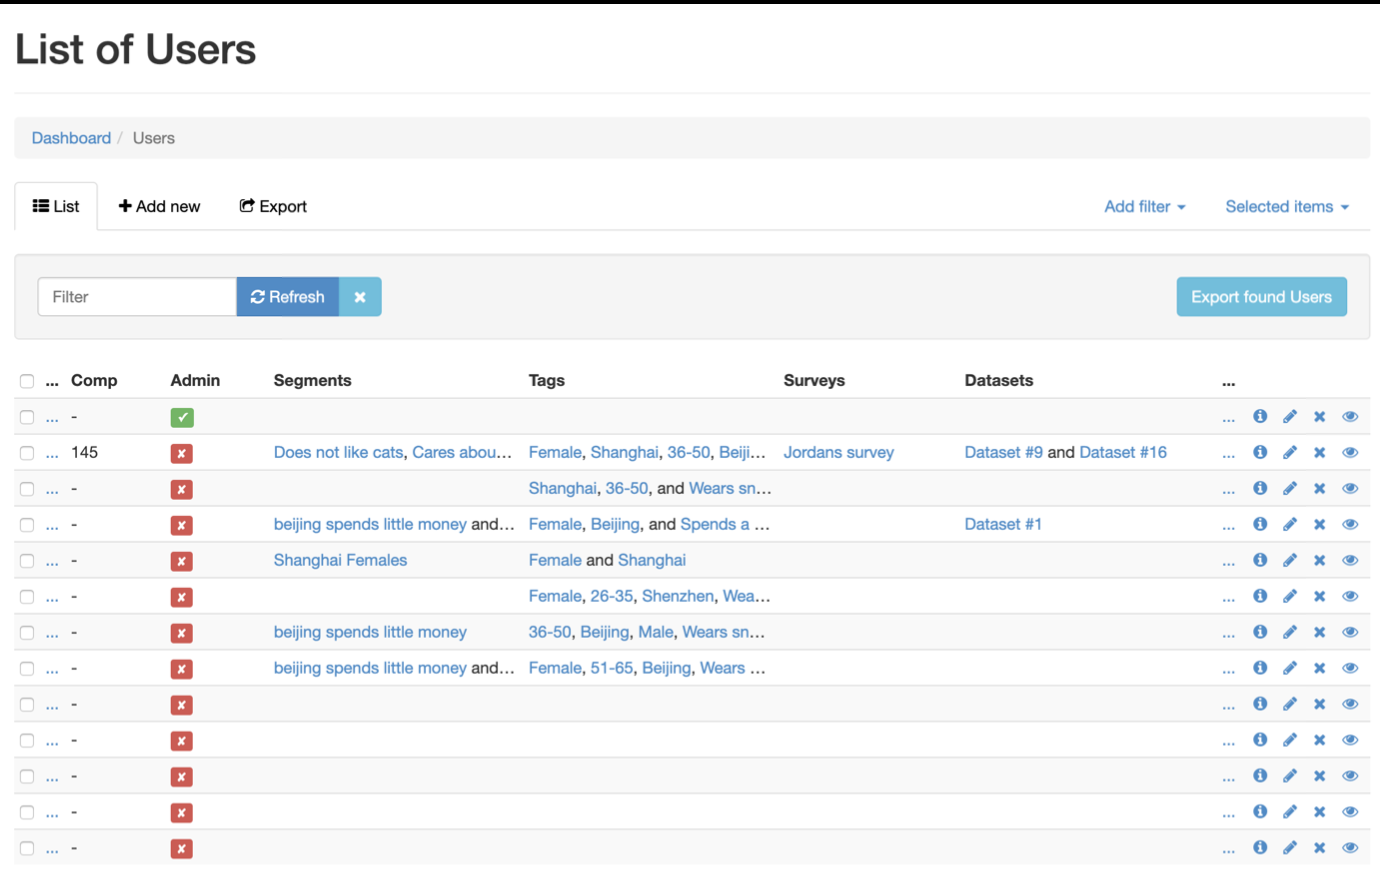 List of Users
Dashboard / Users
List Add new Export Add filter Selected items
Filter Refresh Export found Users
... Comp Admin Segments Tags Surveys Datasets ...
... - ...
... 145 Does not like cats, Cares abou... Female, Shanghai, 36-50, Beiji... Jordans survey Dataset #9 and Dataset #16 ...
... - Shanghai, 36-50, and Wears sn... ...
... - beijing spends little money and... Female, Beijing, and Spends a ... Dataset #1 ...
... - Shanghai Females Female and Shanghai ...
... - Female, 26-35, Shenzhen, Wea... ...
... - beijing spends little money 36-50, Beijing, Male, Wears sn... ...
... - beijing spends little money and... Female, 51-65, Beijing, Wears ... ...
... - ...
... - ...
... - ...
... - ...
... - ...